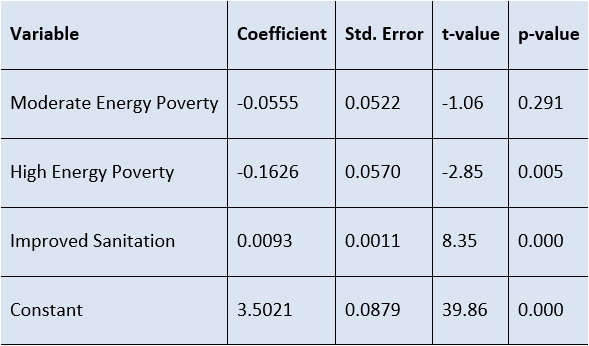 Variable Coefficient Std. Error t-value p-value
Moderate Energy Poverty -0.0555 0.0522 -1.06 0.291
High Energy Poverty -0.1626 0.0570 -2.85 0.005
Improved Sanitation 0.0093 0.0011 8.35 0.000
Constant 3.5021 0.0879 39.86 0.000